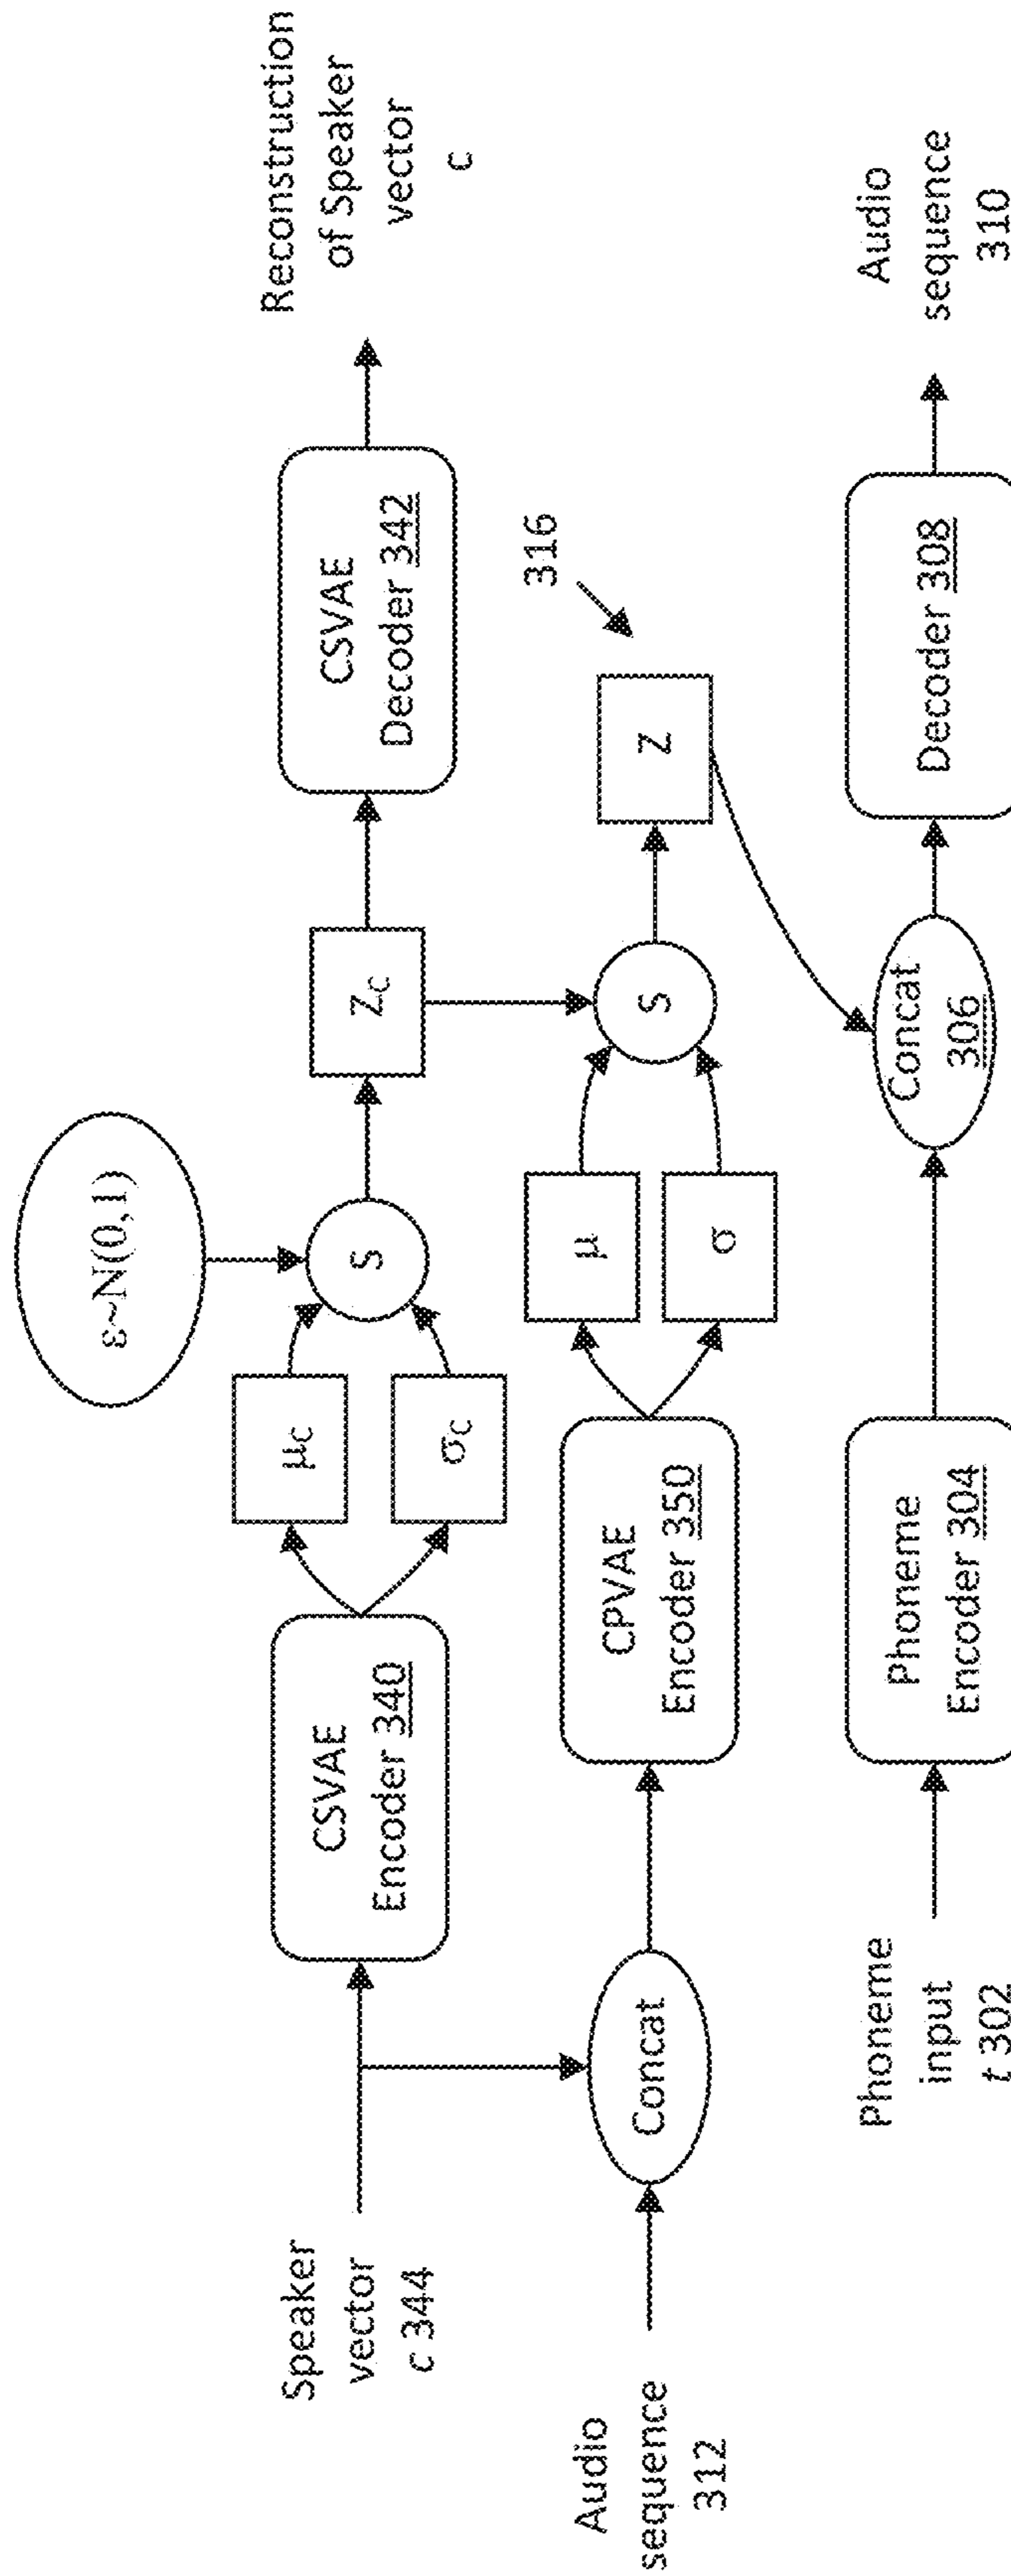 ε~N(0,1)
Speaker
vector
c 344
CSVAE
Encoder 340
μC
σC
S
ZC
CSVAE
Decoder 342
Reconstruction
of Speaker
vector
c
Audio
sequence
312
Concat
CPVAE
Encoder 350
μ
σ
S
Z
316
Phoneme
input
t 302
Phoneme
Encoder 304
Concat
306
Decoder 308
Audio
sequence
310